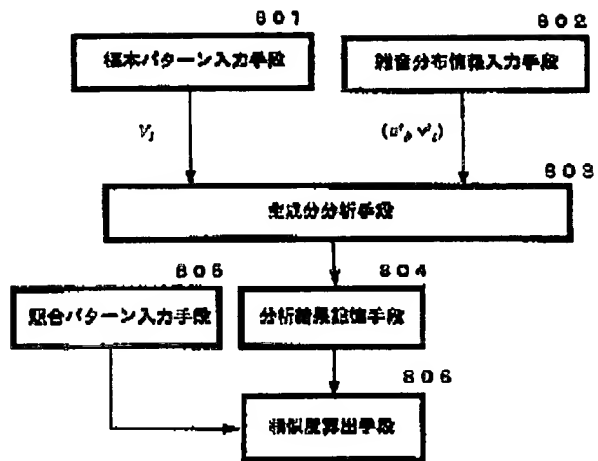 801
標本パターン入力手段
802
雑音分布情報入力手段
V_i
803
主成分分析手段
805
照合パターン入力手段
804
分析結果記憶手段
806
類似度算出手段